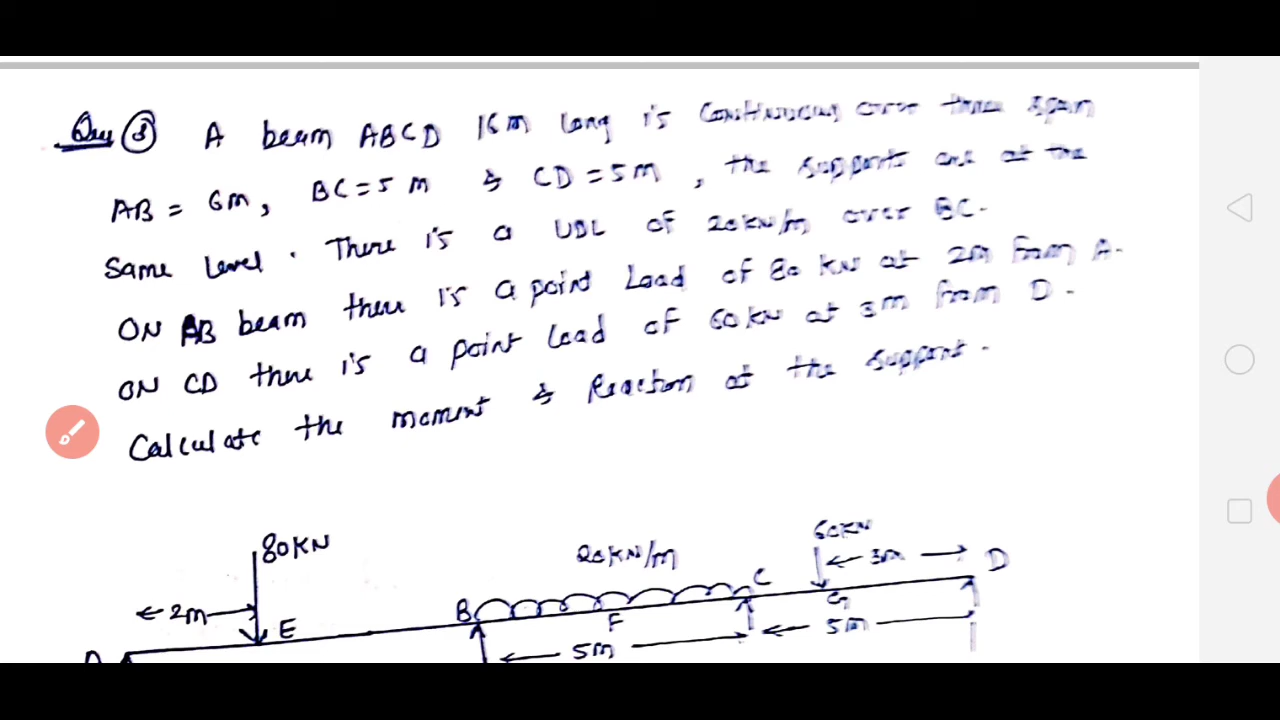 Que 3 A beam ABCD 16m long is continuous over three span
AB = 6m, BC = 5 m & CD = 5m, the supports are at the
Same level. There is a UDL of 20kN/m over BC.
ON AB beam there is a point Load of 80 kN at 2m from A.
ON CD there is a point load of 60kN at 3m from D.
Calculate the moment & Reaction at the support.
80KN
20KN/m
60KN
2m
E
B
F
C
G
3m
D
5m
5m
A